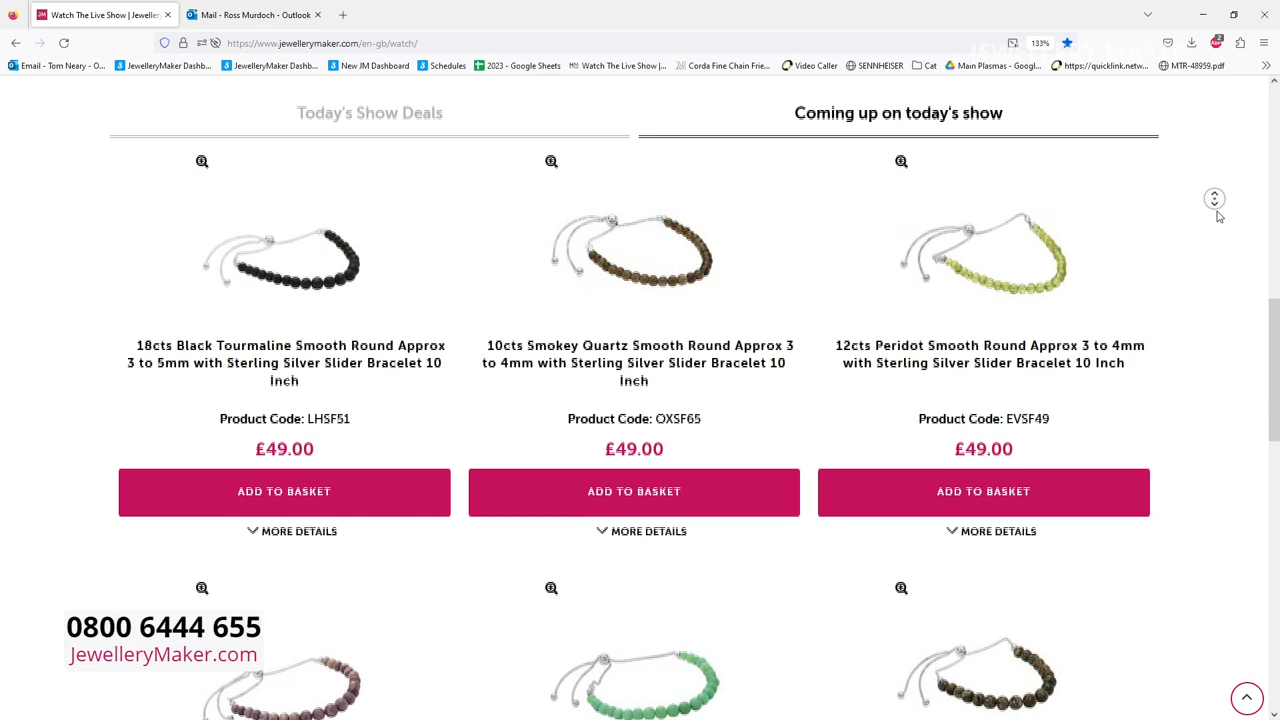 Watch The Live Show | Jewellery
Mail - Ross Murdoch - Outlook
https://www.jewellerymaker.com/en-gb/watch/
133%
2
Email - Tom Neary - O...
JewelleryMaker Dashb...
JewelleryMaker Dashb...
New JM Dashboard
Schedules
2023 - Google Sheets
Watch The Live Show |...
Corda Fine Chain Frie...
Video Caller
SENNHEISER
Cat
Main Plasmas - Googl...
https://quicklink.netw...
MTR-48959.pdf
Today's Show Deals
Coming up on today's show
18cts Black Tourmaline Smooth Round Approx
3 to 5mm with Sterling Silver Slider Bracelet 10
Inch
Product Code: LHSF51
£49.00
ADD TO BASKET
MORE DETAILS
10cts Smokey Quartz Smooth Round Approx 3
to 4mm with Sterling Silver Slider Bracelet 10
Inch
Product Code: OXSF65
£49.00
ADD TO BASKET
MORE DETAILS
12cts Peridot Smooth Round Approx 3 to 4mm
with Sterling Silver Slider Bracelet 10 Inch
Product Code: EVSF49
£49.00
ADD TO BASKET
MORE DETAILS
0800 6444 655
JewelleryMaker.com